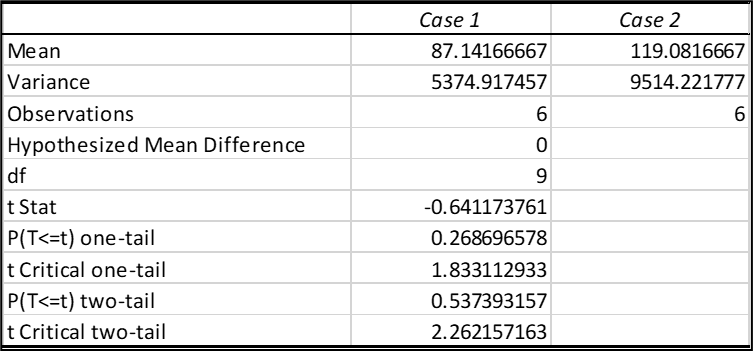 Case 1 Case 2
Mean 87.14166667 119.0816667
Variance 5374.917457 9514.221777
Observations 6 6
Hypothesized Mean Difference 0
df 9
t Stat -0.641173761
P(T<=t) one-tail 0.268696578
t Critical one-tail 1.833112933
P(T<=t) two-tail 0.537393157
t Critical two-tail 2.262157163